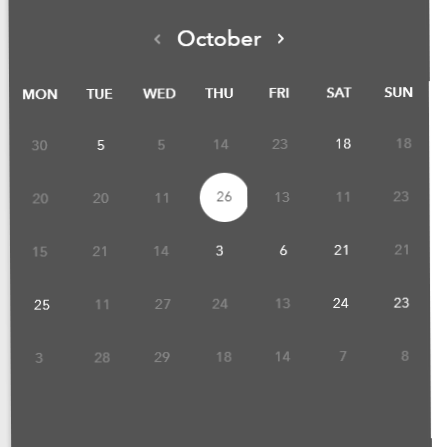 ‹ October ›
MON TUE WED THU FRI SAT SUN
30 5 5 14 23 18 18
20 20 11 26 13 11 23
15 21 14 3 6 21 21
25 11 27 24 13 24 23
3 28 29 18 14 7 8